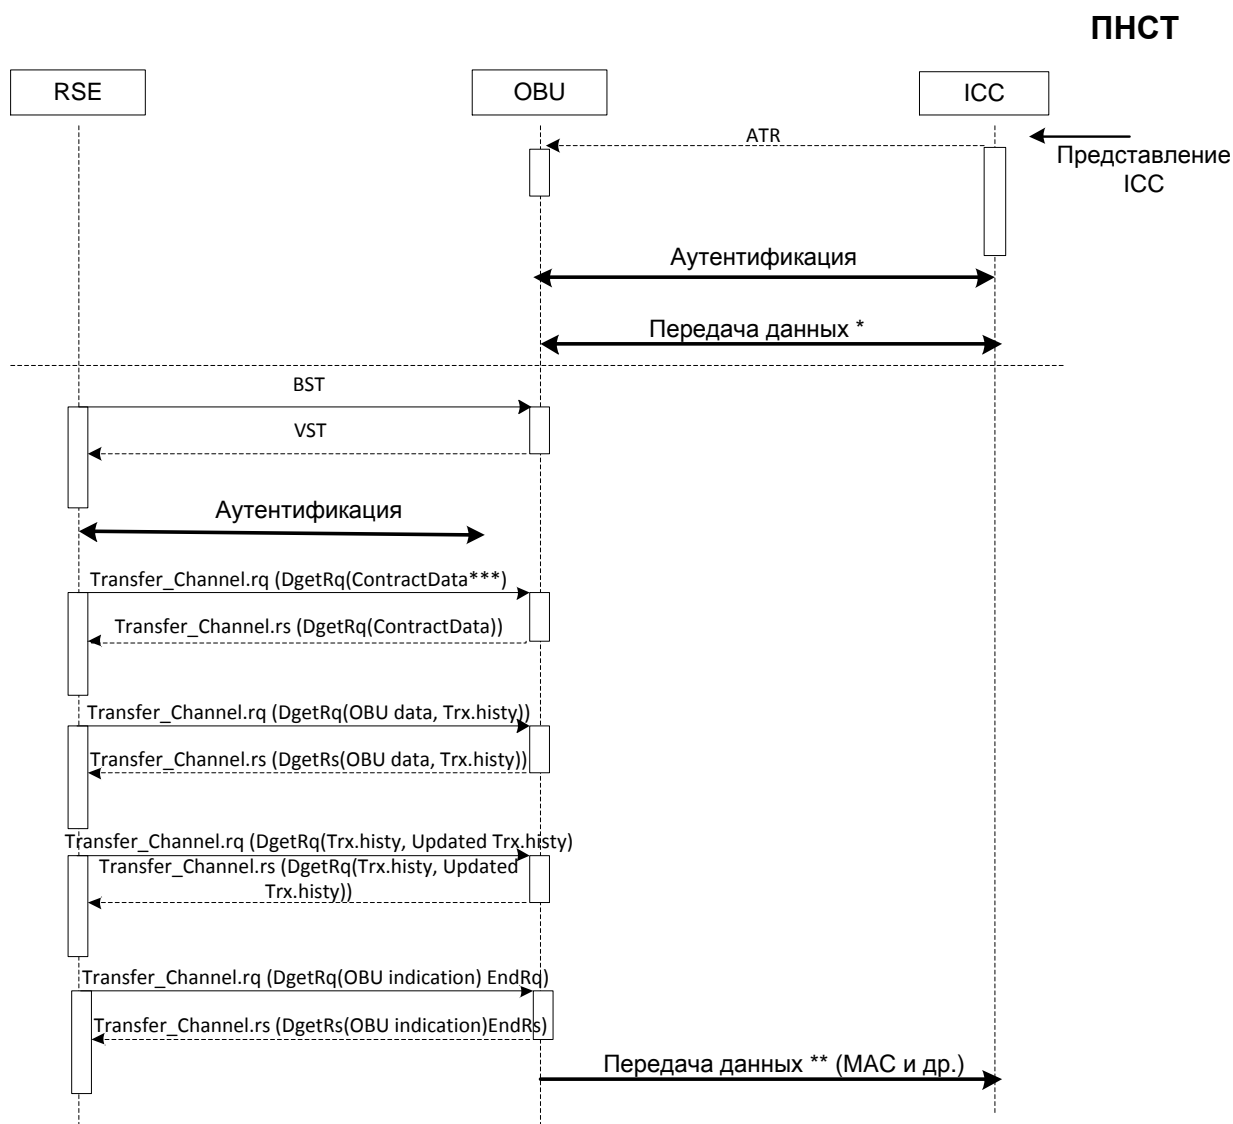 ПНСТ
RSE
OBU
ICC
ATR
Представление
ICC
Аутентификация
Передача данных *
BST
VST
Аутентификация
Transfer_Channel.rq (DgetRq(ContractData***)
Transfer_Channel.rs (DgetRq(ContractData))
Transfer_Channel.rq (DgetRq(OBU data, Trx.histy))
Transfer_Channel.rs (DgetRs(OBU data, Trx.histy))
Transfer_Channel.rq (DgetRq(Trx.histy, Updated Trx.histy)
Transfer_Channel.rs (DgetRq(Trx.histy, Updated
Trx.histy))
Transfer_Channel.rq (DgetRq(OBU indication) EndRq)
Transfer_Channel.rs (DgetRs(OBU indication)EndRs)
Передача данных ** (MAC и др.)